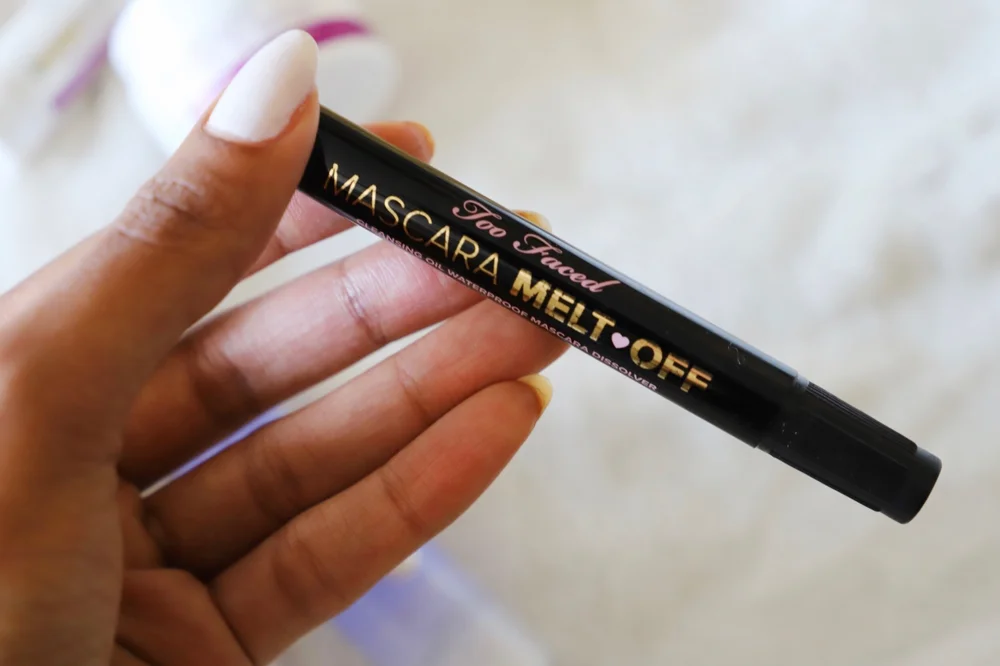 Too Faced
MASCARA MELT OFF
CLEANSING OIL WATERPROOF MASCARA DISSOLVER